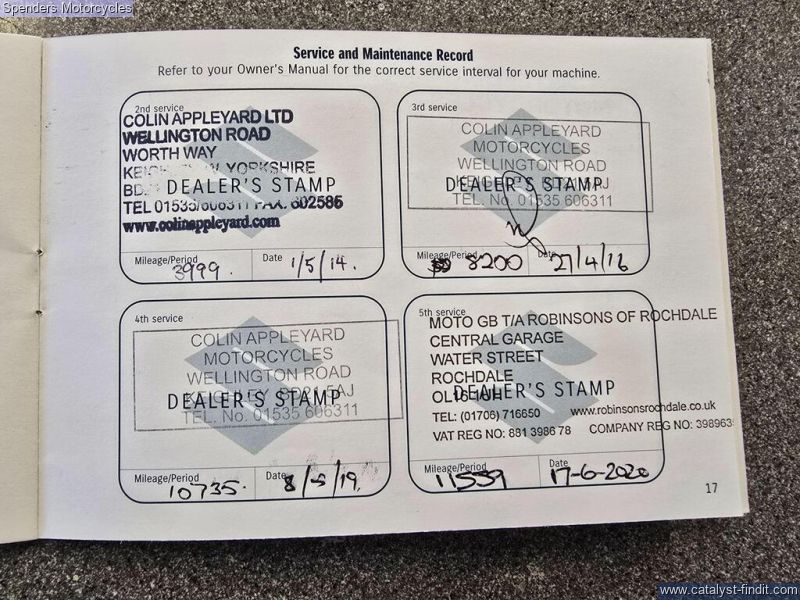 Spenders Motorcycles
Service and Maintenance Record
Refer to your Owner's Manual for the correct service interval for your machine.
2nd service
COLIN APPLEYARD LTD
WELLINGTON ROAD
WORTH WAY
YORKSHIRE
DEALER'S STAMP
TEL 01535/606311 FAX. 602586
www.colinappleyard.com
Mileage/Period
3999.
Date
1/5/14.
3rd service
COLIN APPLEYARD
MOTORCYCLES
WELLINGTON ROAD
DEALER'S STAMP
TEL. No. 01535 606311
Mileage/Period
8200
Date
27/4/16
4th service
COLIN APPLEYARD
MOTORCYCLES
WELLINGTON ROAD
BD21 5AJ
DEALER'S STAMP
TEL. No. 01535 606311
Mileage/Period
10735.
Date
8/5/19.
5th service
MOTO GB T/A ROBINSONS OF ROCHDALE
CENTRAL GARAGE
WATER STREET
ROCHDALE
DEALER'S STAMP
TEL: (01706) 716650
www.robinsonsrochdale.co.uk
VAT REG NO: 881 3986 78
COMPANY REG NO: 398963
Mileage/Period
11559
Date
17-6-2020
17
www.catalyst-findit.com